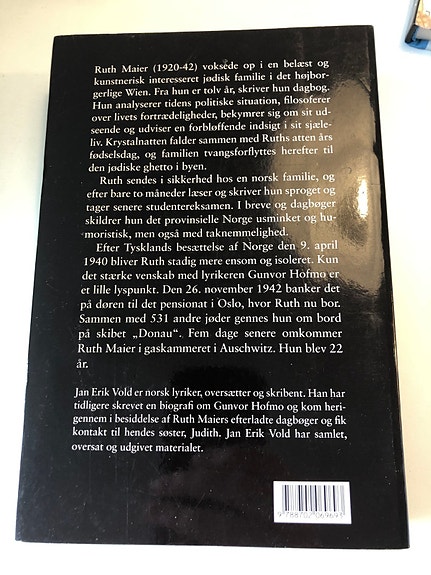 Ruth Maier (1920-42) voksede op i en belæst og
kunstnerisk interesseret jødisk familie i det højbor-
gerlige Wien. Fra hun er tolv år, skriver hun dagbog.
Hun analyserer tidens politiske situation, filosoferer
over livets fortrædeligheder, bekymrer sig om sit ud-
seende og udviser en forbløffende indsigt i sit sjæle-
liv. Krystalnatten falder sammen med Ruths atten års
fødselsdag, og familien tvangsforflyttes herefter til
den jødiske ghetto i byen.
Ruth sendes i sikkerhed hos en norsk familie, og
efter bare to måneder læser og skriver hun sproget og
tager senere studentereksamen. I breve og dagbøger
skildrer hun det provinsielle Norge usminket og hu-
moristisk, men også med taknemmelighed.
Efter Tysklands besættelse af Norge den 9. april
1940 bliver Ruth stadig mere ensom og isoleret. Kun
det stærke venskab med lyrikeren Gunvor Hofmo er
et lille lyspunkt. Den 26. november 1942 banker det
på døren til det pensionat i Oslo, hvor Ruth nu bor.
Sammen med 531 andre jøder gennes hun om bord
på skibet „Donau“. Fem dage senere omkommer
Ruth Maier i gaskammeret i Auschwitz. Hun blev 22
år.
Jan Erik Vold er norsk lyriker, oversætter og skribent. Han har
tidligere skrevet en biografi om Gunvor Hofmo og kom heri-
gennem i besiddelse af Ruth Maiers efterladte dagbøger og fik
kontakt til hendes søster, Judith. Jan Erik Vold har samlet,
oversat og udgivet materialet.
9 788702 069693